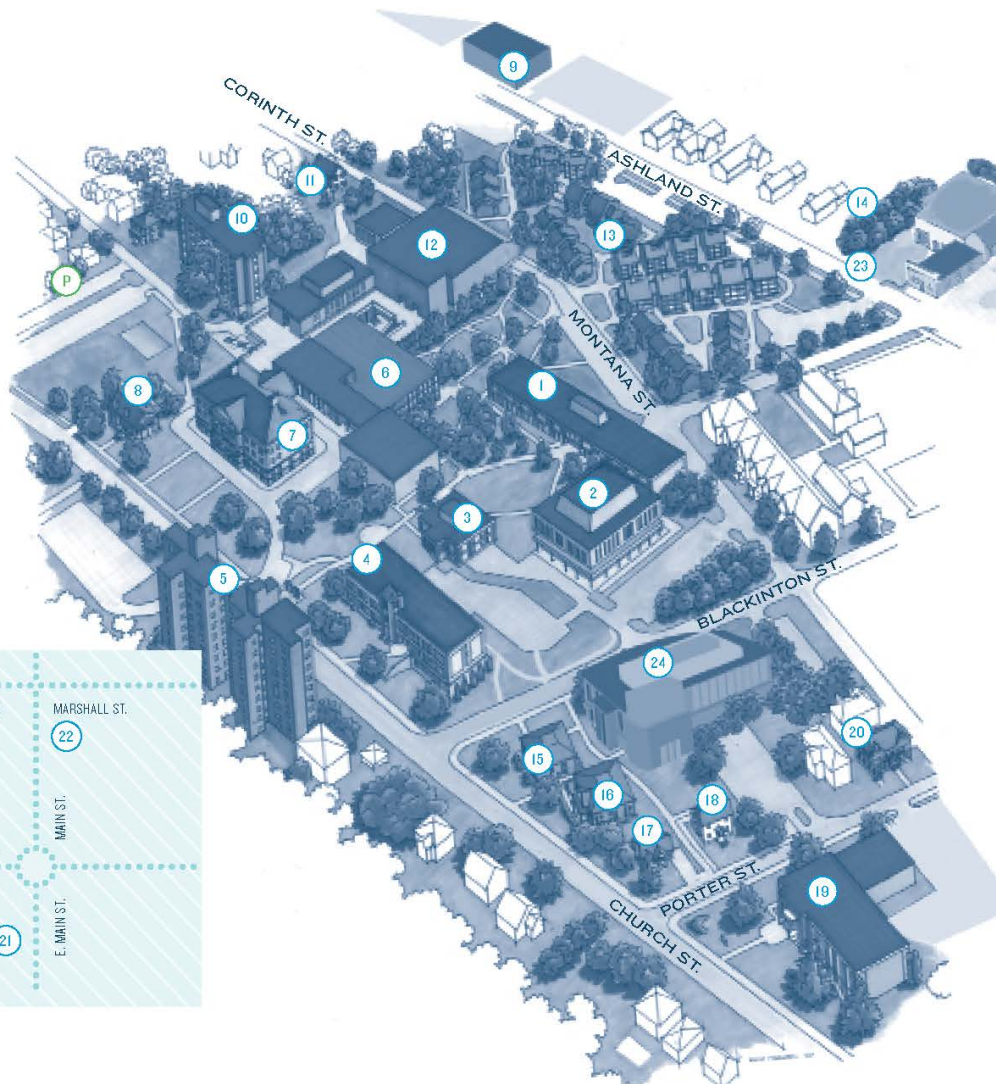 9
CORINTH ST.
ASHLAND ST.
11
14
10
12
13
23
P
MONTANA ST.
6
1
8
7
2
3
4
5
BLACKINTON ST.
24
MARSHALL ST.
22
20
15
16
18
17
MAIN ST.
PORTER ST.
19
CHURCH ST.
21
E. MAIN ST.